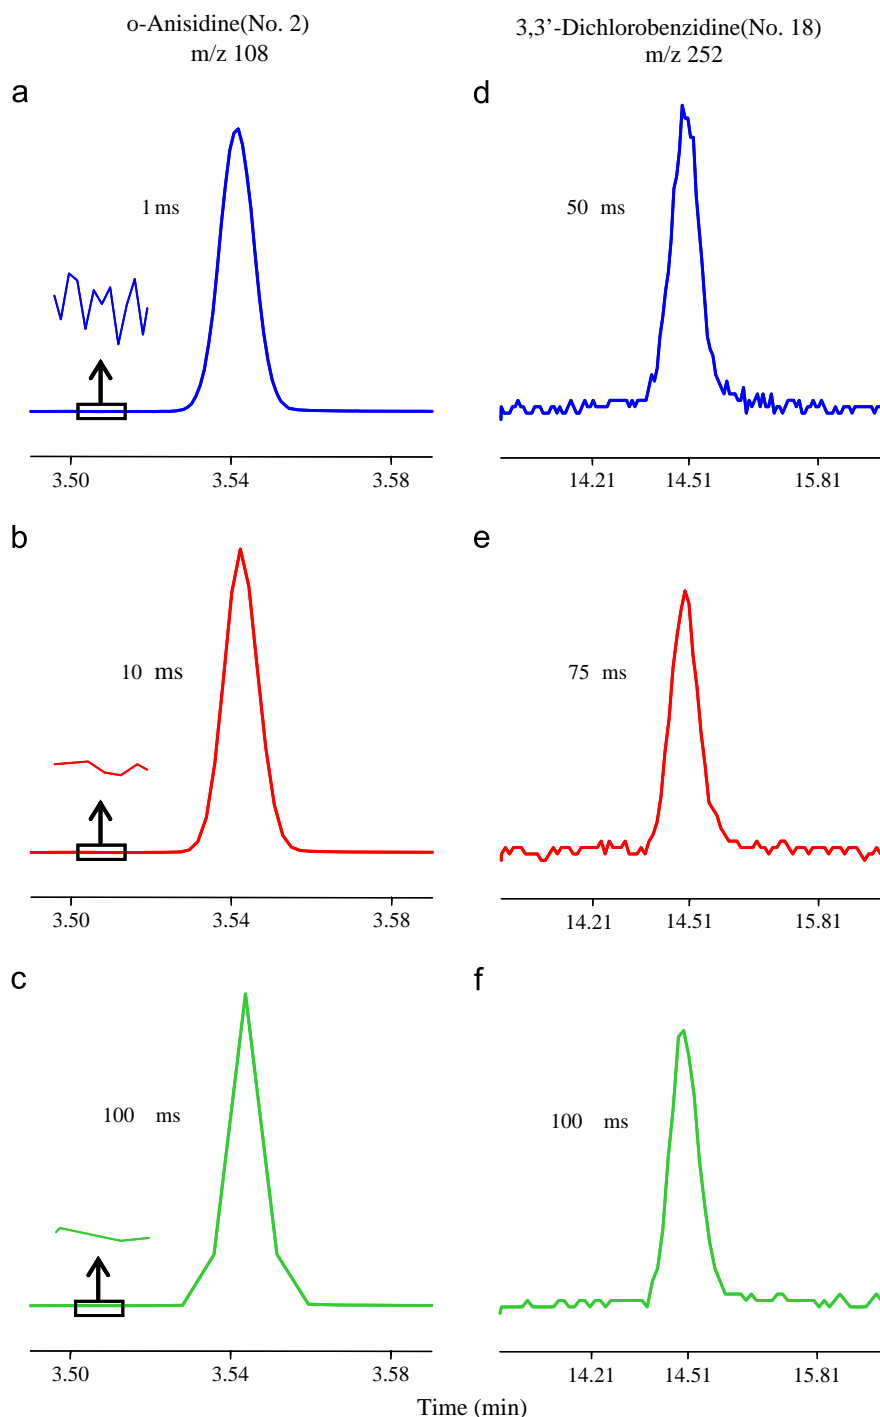 o-Anisidine(No. 2)
m/z 108
3,3’-Dichlorobenzidine(No. 18)
m/z 252
a
1 ms
3.50 3.54 3.58
d
50 ms
14.21 14.51 15.81
b
10 ms
3.50 3.54 3.58
e
75 ms
14.21 14.51 15.81
c
100 ms
3.50 3.54 3.58
f
100 ms
14.21 14.51 15.81
Time (min)